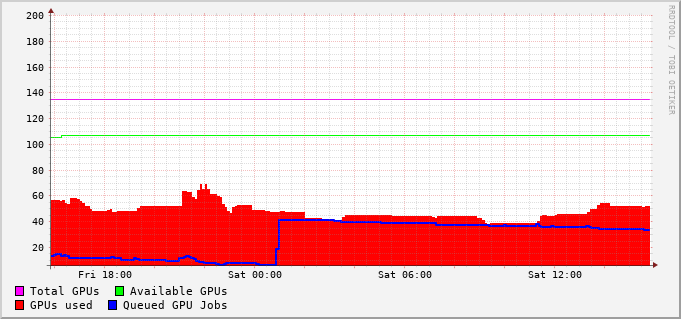 200
180
160
140
120
100
80
60
40
20
Fri 18:00 Sat 00:00 Sat 06:00 Sat 12:00
Total GPUs Available GPUs
GPUs used Queued GPU Jobs
RRDTOOL / TOBI OETIKER